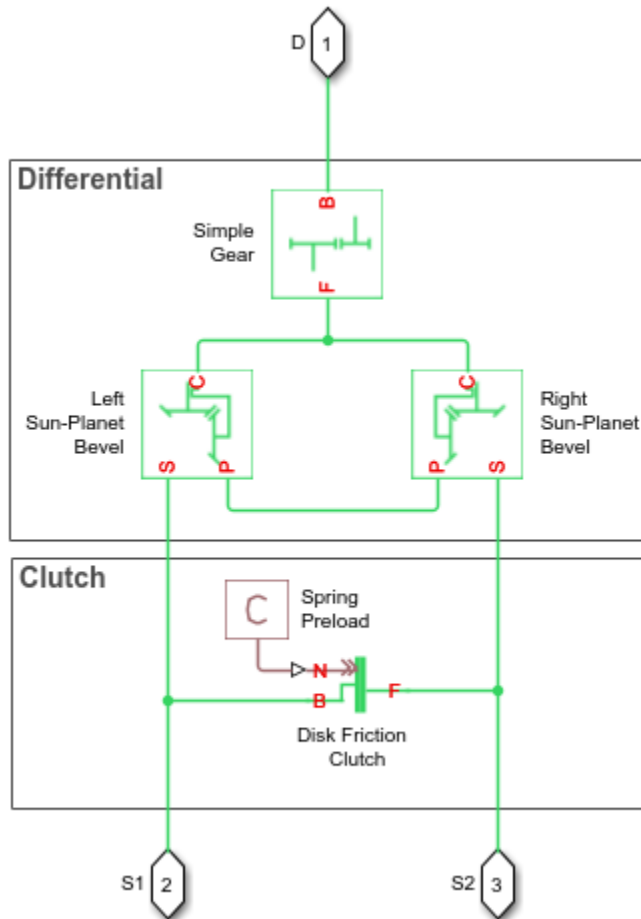 D 1
Differential
B
Simple
Gear
F
C
C
Left
Sun-Planet
Bevel
Right
Sun-Planet
Bevel
S P
P S
Clutch
C
Spring
Preload
N
B
F
Disk Friction
Clutch
S1 2
S2 3